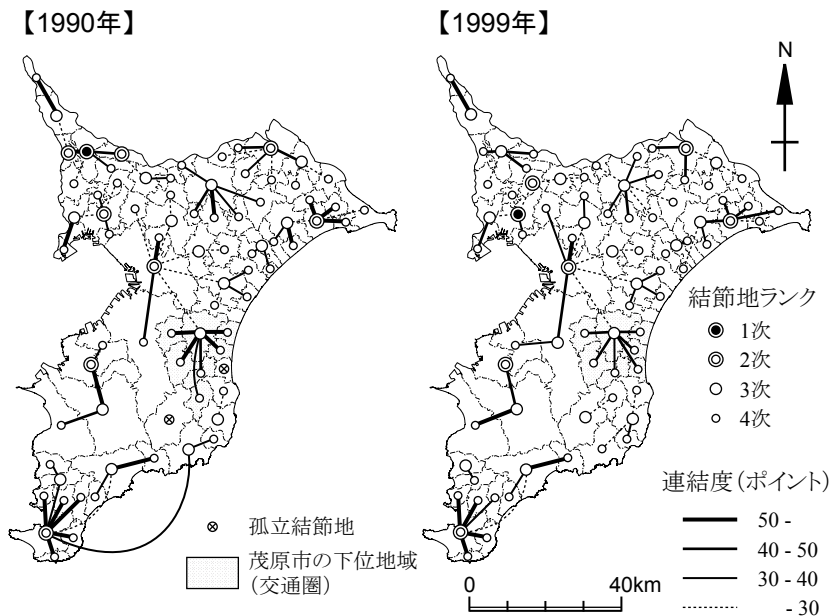 【1990年】
【1999年】
N
結節地ランク
1次
2次
3次
4次
連結度(ポイント)
50 -
40 - 50
30 - 40
- 30
孤立結節地
茂原市の下位地域
(交通圏)
0 40km